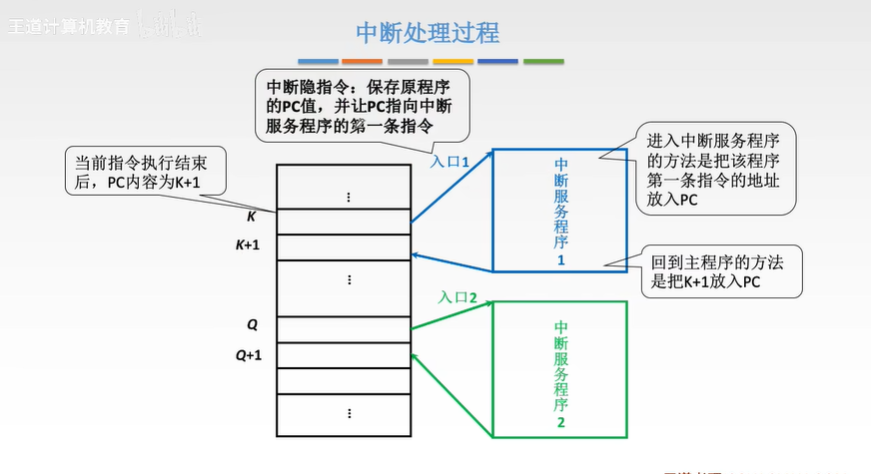 王道计算机教育
中断处理过程
中断隐指令：保存原程序
的PC值，并让PC指向中断
服务程序的第一条指令
当前指令执行结束
后，PC内容为K+1
入口1
进入中断服务程序
的方法是把该程序
第一条指令的地址
放入PC
⋮
K
K+1
⋮
中断服务程序1
回到主程序的方法
是把K+1放入PC
入口2
Q
Q+1
⋮
中断服务程序2